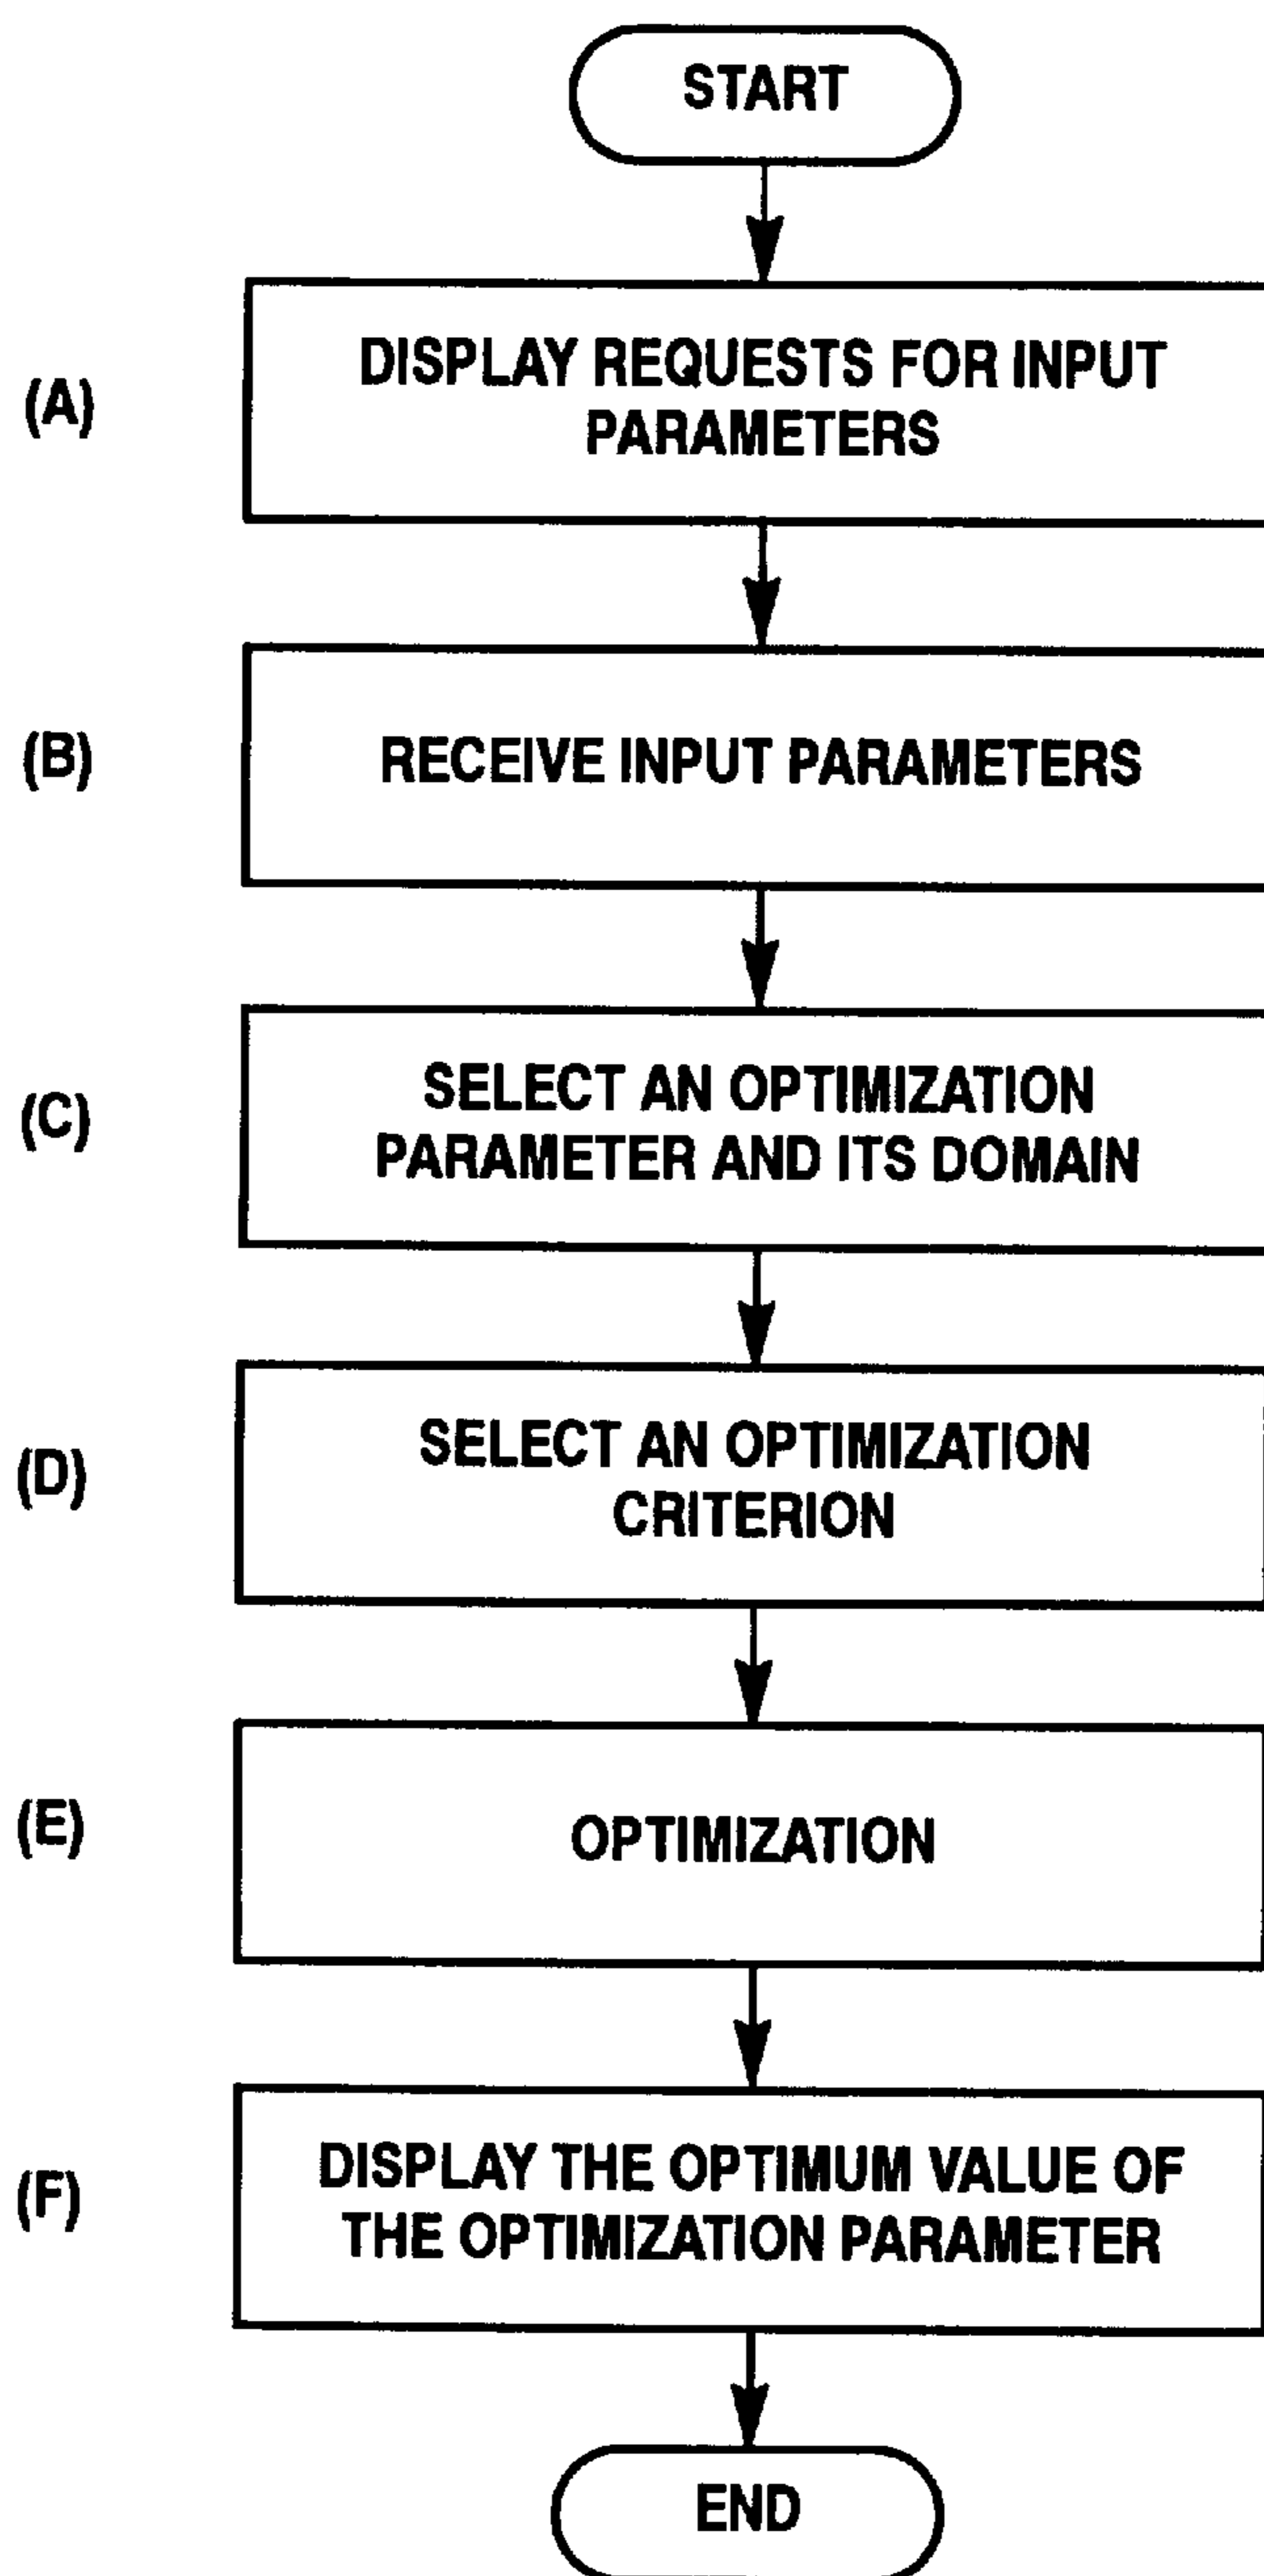 START
(A)
DISPLAY REQUESTS FOR INPUT
PARAMETERS
(B)
RECEIVE INPUT PARAMETERS
(C)
SELECT AN OPTIMIZATION
PARAMETER AND ITS DOMAIN
(D)
SELECT AN OPTIMIZATION
CRITERION
(E)
OPTIMIZATION
(F)
DISPLAY THE OPTIMUM VALUE OF
THE OPTIMIZATION PARAMETER
END